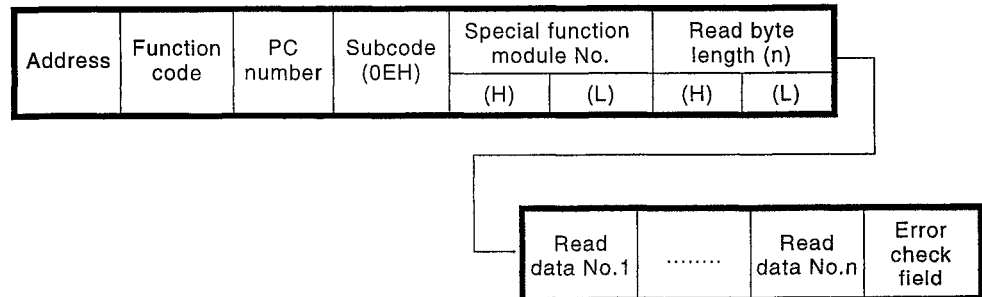 Address
Function
code
PC
number
Subcode
(0EH)
Special function
module No.
(H)
(L)
Read byte
length (n)
(H)
(L)
Read
data No.1
........
Read
data No.n
Error
check
field